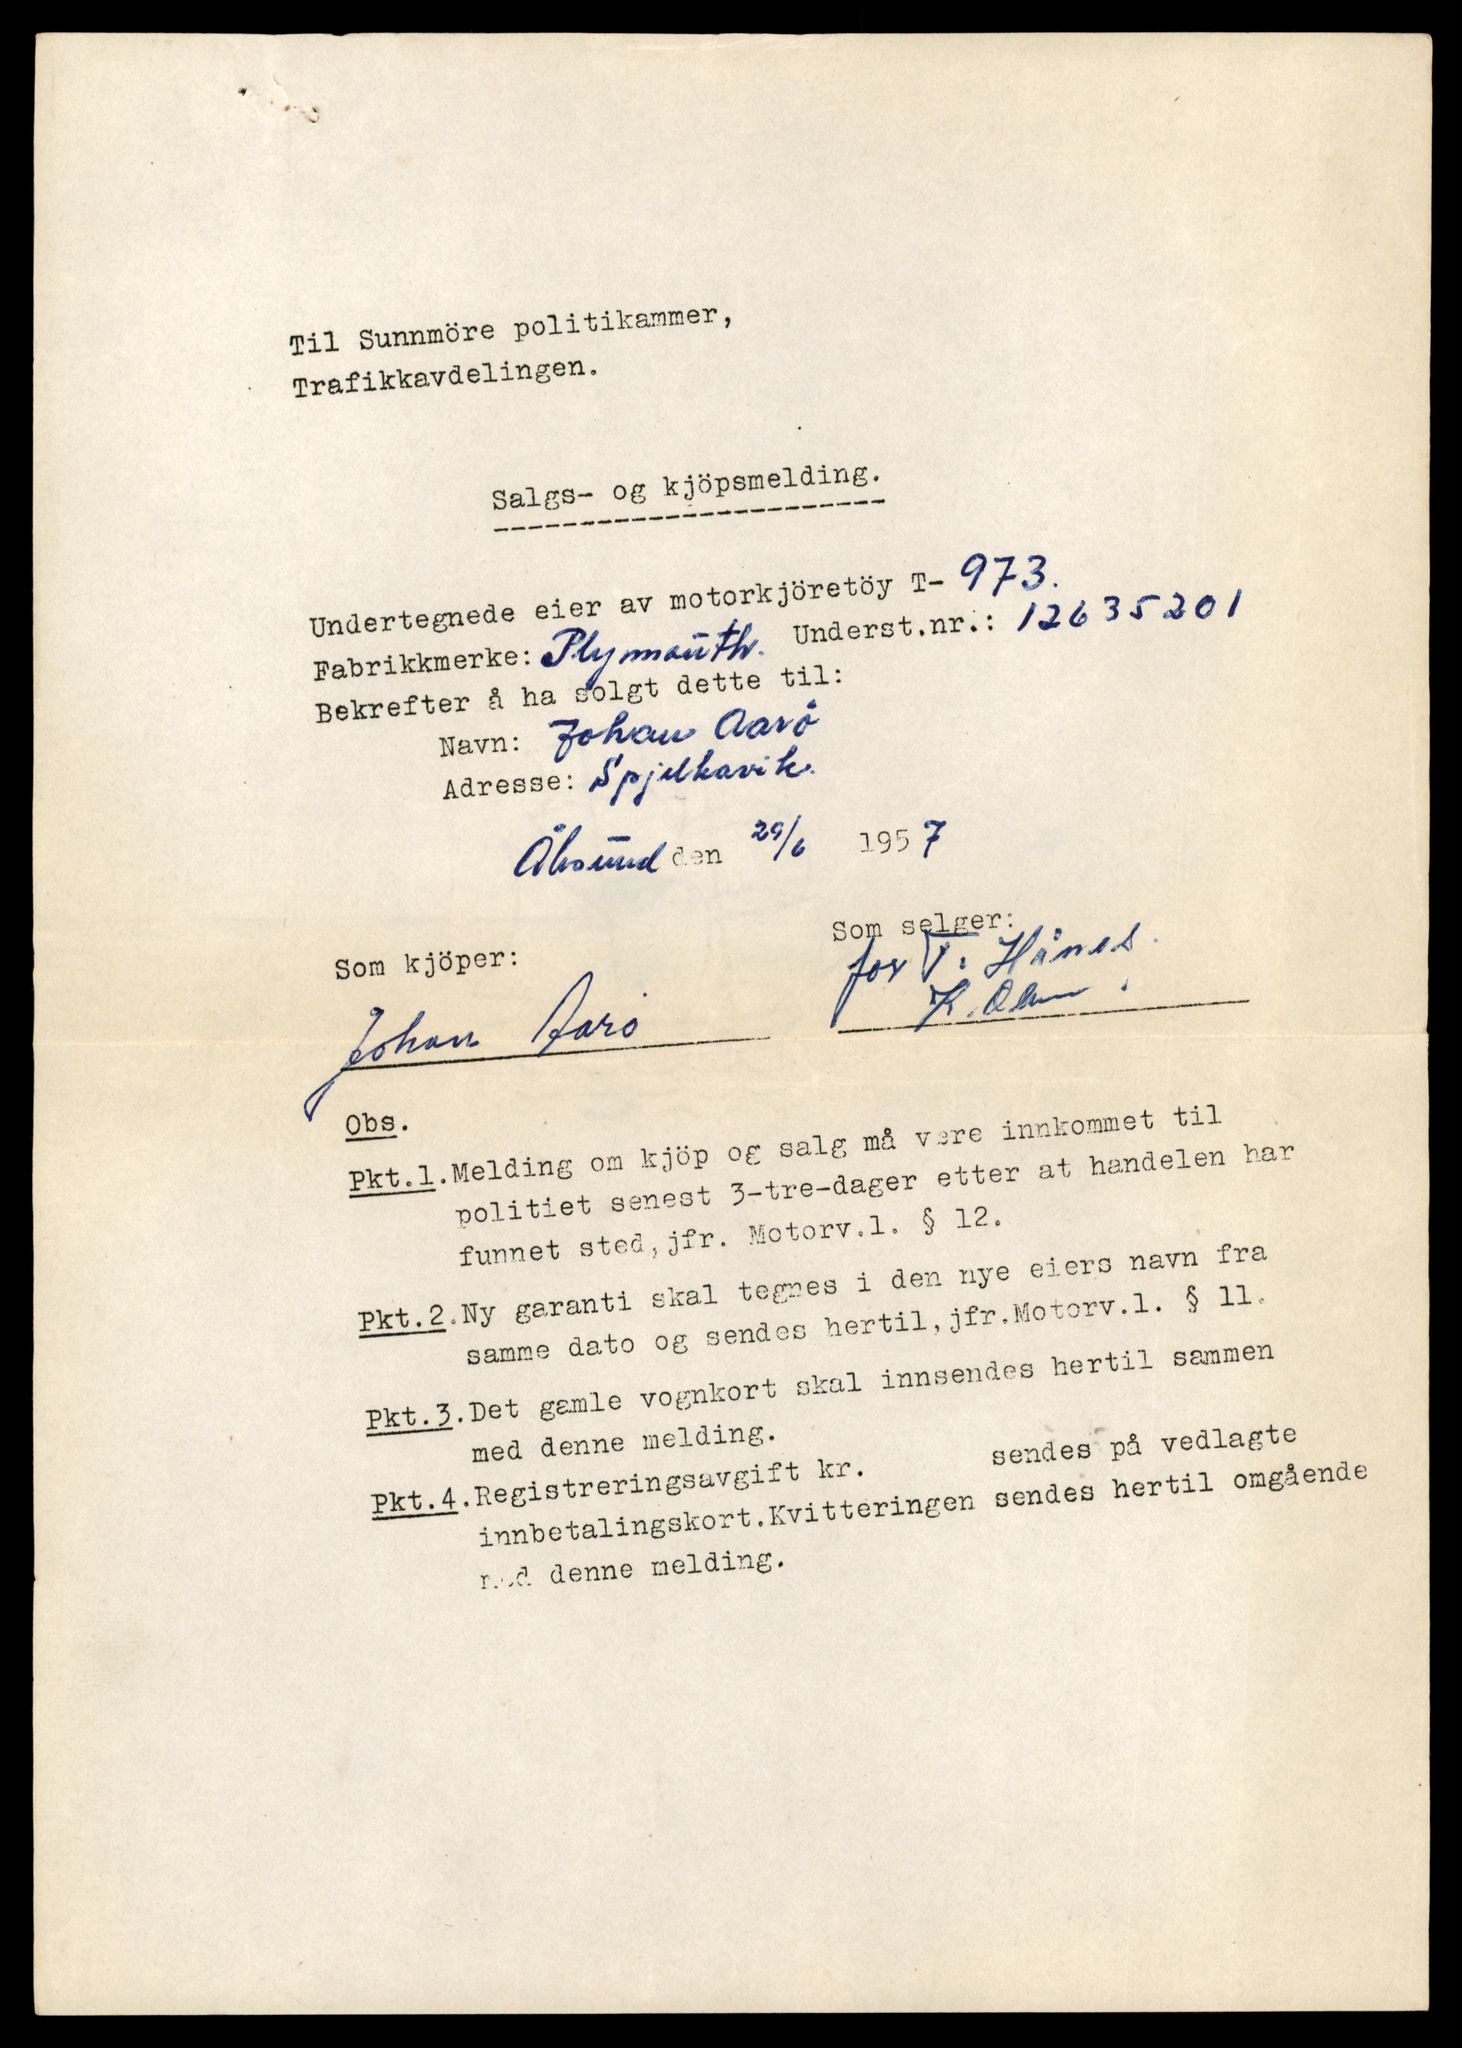 Til Sunnmöre politikammer,
Trafikkavdelingen.
Salgs- og kjöpsmelding.
Undertegnede eier av motorkjöretöy T- 973.
Fabrikkmerke: Plymouth. Underst.nr.: 12635201
Bekrefter å ha solgt dette til:
Navn: Johan Aarö
Adresse: Spjelkavik.
Ålesund den 29/6 1957
Som selger:
Som kjöper:
for T. Hånes.
K. Olsen.
Johan Aarö
Obs.
Pkt.1. Melding om kjöp og salg må vere innkommet til
politiet senest 3-tre-dager etter at handelen har
funnet sted, jfr. Motorv.l. § 12.
Pkt.2. Ny garanti skal tegnes i den nye eiers navn fra
samme dato og sendes hertil, jfr.Motorv.l. § 11.
Pkt.3. Det gamle vognkort skal innsendes hertil sammen
med denne melding.
Pkt.4. Registreringsavgift kr. sendes på vedlagte
innbetalingskort.Kvitteringen sendes hertil omgående
med denne melding.